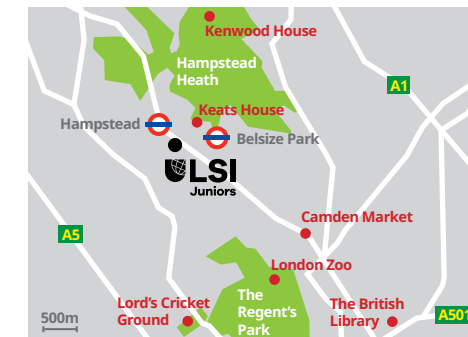 Kenwood House
Hampstead
Heath
A1
Keats House
Hampstead
Belsize Park
LSI
Juniors
Camden Market
A5
London Zoo
The
Regent's
Park
Lord's Cricket
Ground
The British
Library
A501
500m